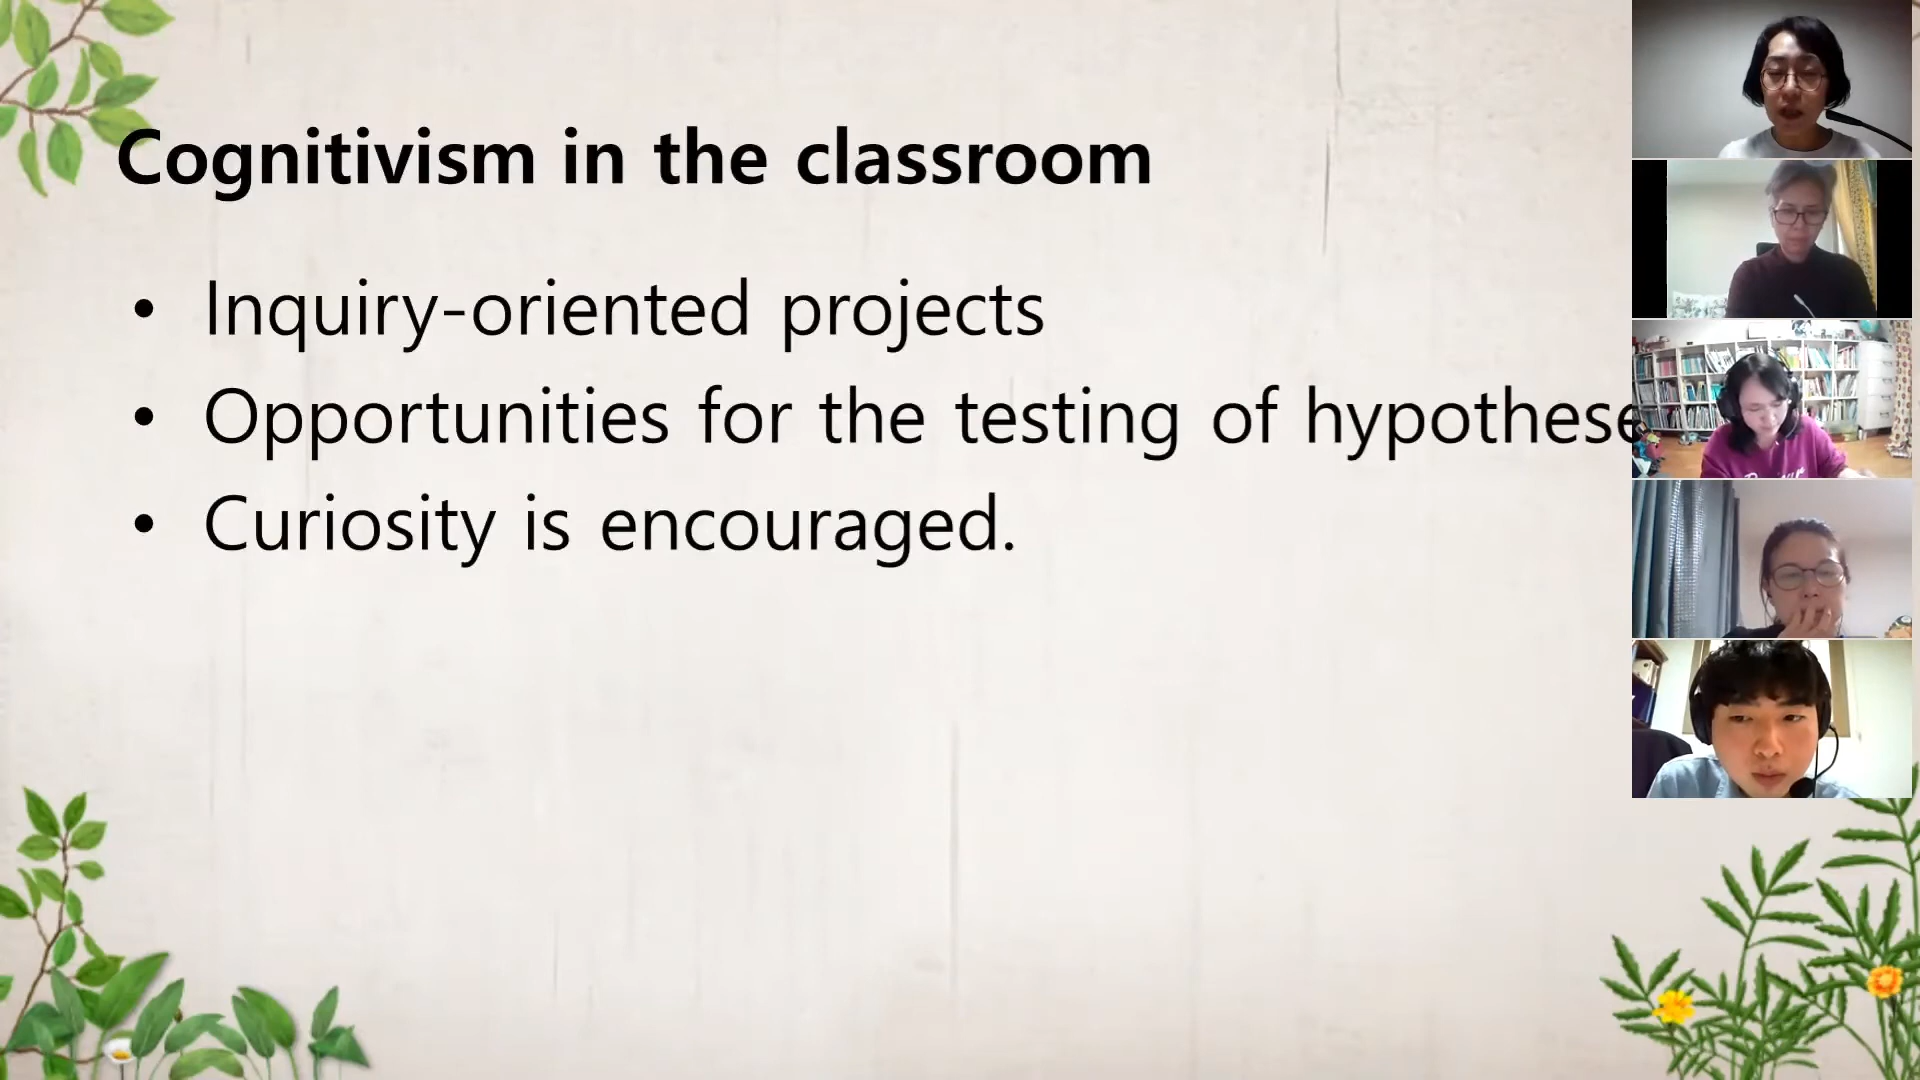 Cognitivism in the classroom
• Inquiry-oriented projects
• Opportunities for the testing of hypothese
• Curiosity is encouraged.